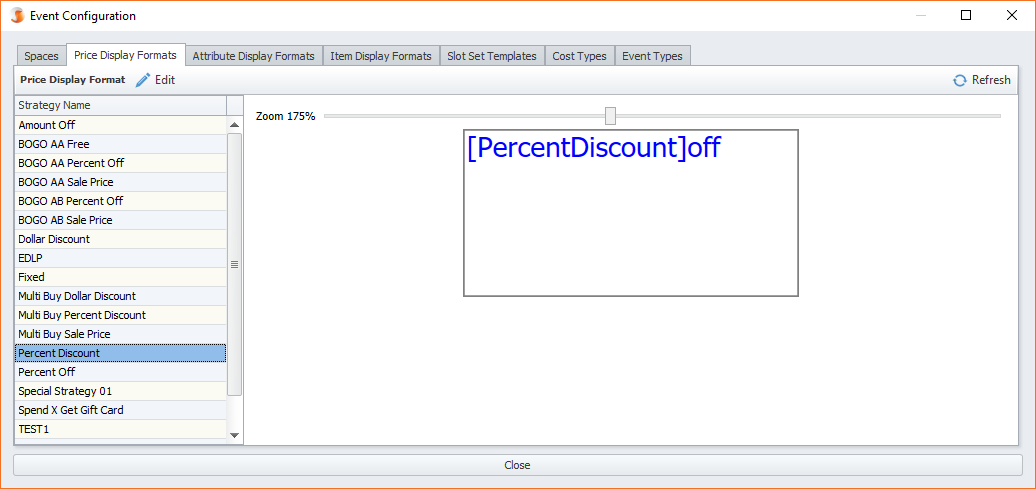 Event Configuration
Spaces Price Display Formats Attribute Display Formats Item Display Formats Slot Set Templates Cost Types Event Types
Price Display Format Edit Refresh
Strategy Name
Zoom 175%
[PercentDiscount]off
Amount Off
BOGO AA Free
BOGO AA Percent Off
BOGO AA Sale Price
BOGO AB Percent Off
BOGO AB Sale Price
Dollar Discount
EDLP
Fixed
Multi Buy Dollar Discount
Multi Buy Percent Discount
Multi Buy Sale Price
Percent Discount
Percent Off
Special Strategy 01
Spend X Get Gift Card
TEST1
Close